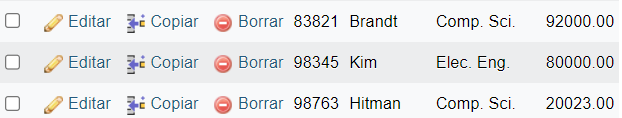 Editar Copiar Borrar 83821 Brandt Comp. Sci. 92000.00
Editar Copiar Borrar 98345 Kim Elec. Eng. 80000.00
Editar Copiar Borrar 98763 Hitman Comp. Sci. 20023.00